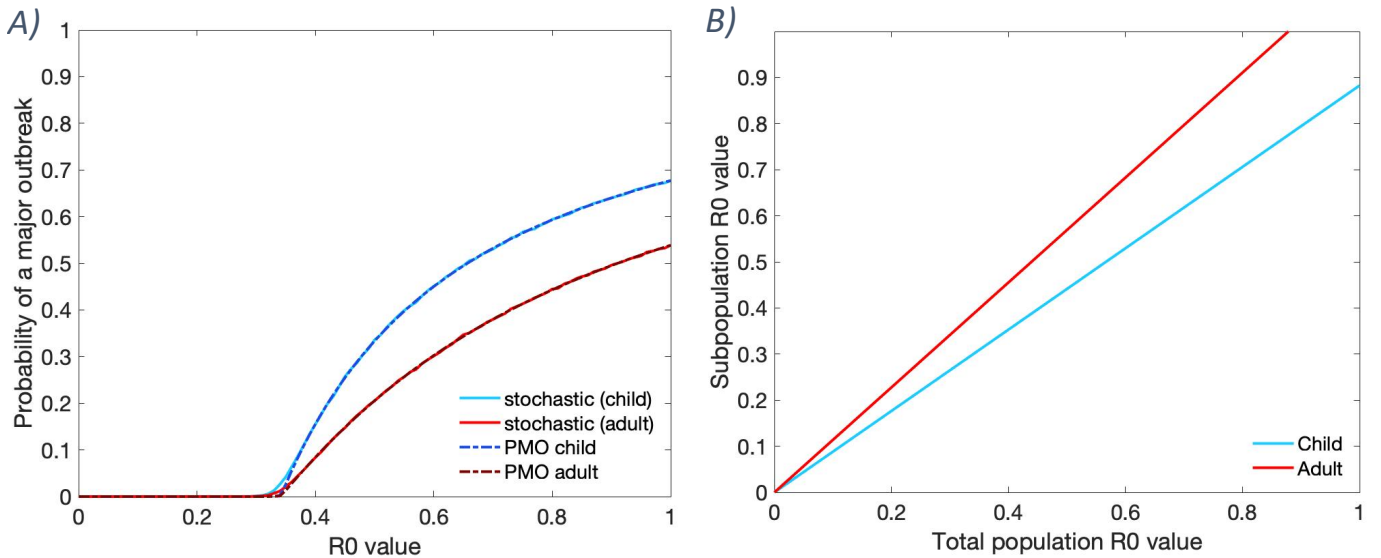 A)
1
0.9
0.8
0.7
0.6
0.5
0.4
0.3
0.2
0.1
0
Probability of a major outbreak
stochastic (child)
stochastic (adult)
PMO child
PMO adult
0 0.2 0.4 0.6 0.8 1
R0 value
B)
0.9
0.8
0.7
0.6
0.5
0.4
0.3
0.2
0.1
0
Subpopulation R0 value
Child
Adult
0 0.2 0.4 0.6 0.8 1
Total population R0 value